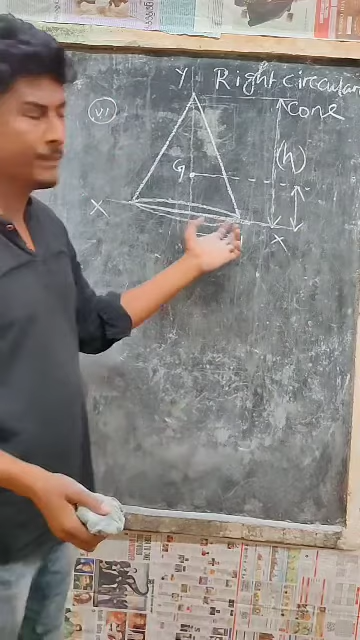 Y Right circular
cone
VI
(h)
G
X X